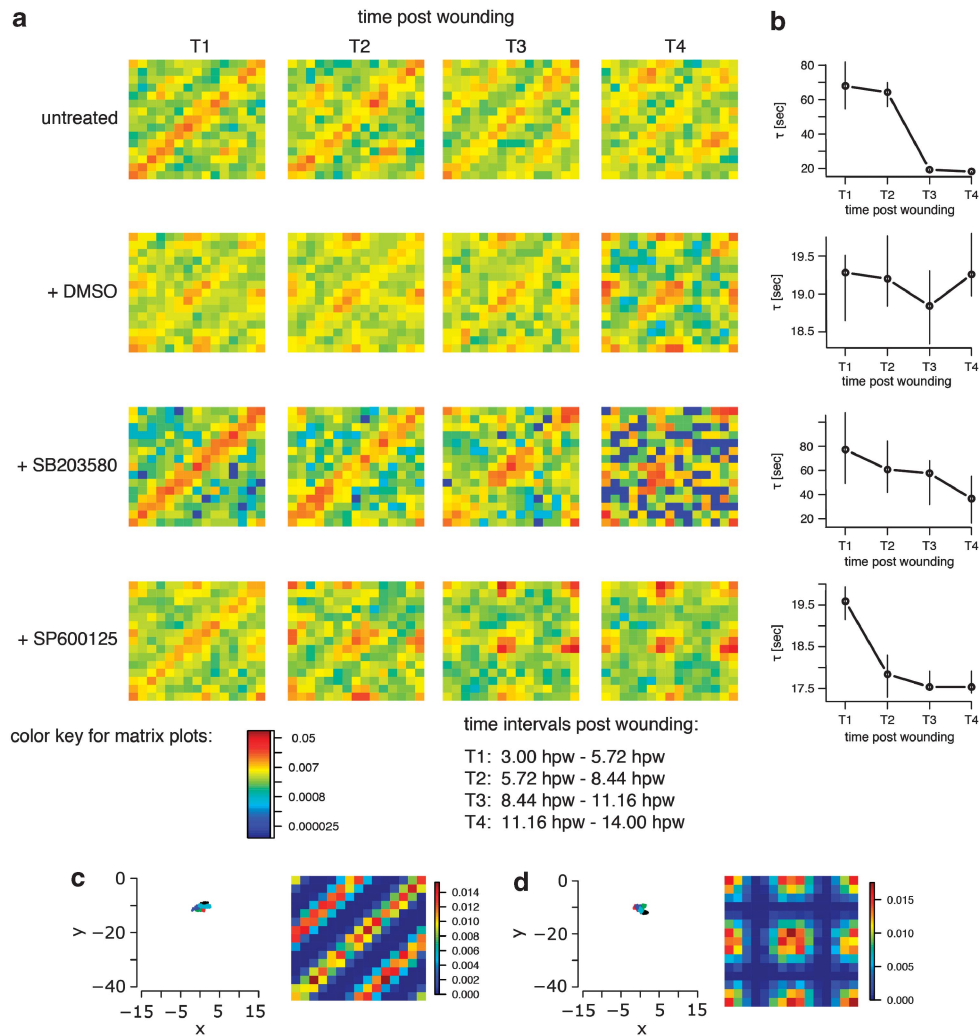 a
time post wounding
b
T1 T2 T3 T4
untreated
+ DMSO
+ SB203580
+ SP600125
80
60
40
20
τ [sec]
T1 T2 T3 T4
time post wounding
19.5
19.0
18.5
τ [sec]
T1 T2 T3 T4
time post wounding
80
60
40
20
τ [sec]
T1 T2 T3 T4
time post wounding
19.5
18.5
17.5
τ [sec]
T1 T2 T3 T4
time post wounding
color key for matrix plots:
0.05
0.007
0.0008
0.000025
time intervals post wounding:
T1: 3.00 hpw - 5.72 hpw
T2: 5.72 hpw - 8.44 hpw
T3: 8.44 hpw - 11.16 hpw
T4: 11.16 hpw - 14.00 hpw
c
0
−20
−40
y
−15 0 5 15
x
0.014
0.012
0.010
0.008
0.006
0.004
0.002
0.000
d
0
−20
−40
y
−15 0 5 15
x
0.015
0.010
0.005
0.000